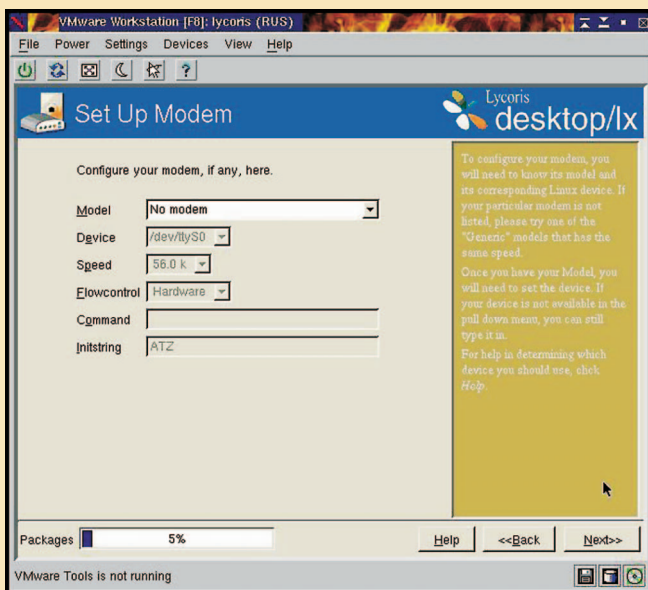 VMware Workstation [F8]: lycoris (RUS)
File Power Settings Devices View Help
Set Up Modem
Lycoris
desktop/lx
Configure your modem, if any, here.
Model No modem
Device /dev/ttyS0
Speed 56.0 k
Flowcontrol Hardware
Command
Initstring ATZ
To configure your modem, you
will need to know its model and
its corresponding Linux device. If
your particular modem is not
listed, please try one of the
"Generic" models that has the
same speed.
Once you have your Model, you
will need to set the device. If
your device is not available in the
pull down menu, you can still
type it in.
For help in determining which
device you should use, click
Help.
Packages 5% Help <<Back Next>>
VMware Tools is not running